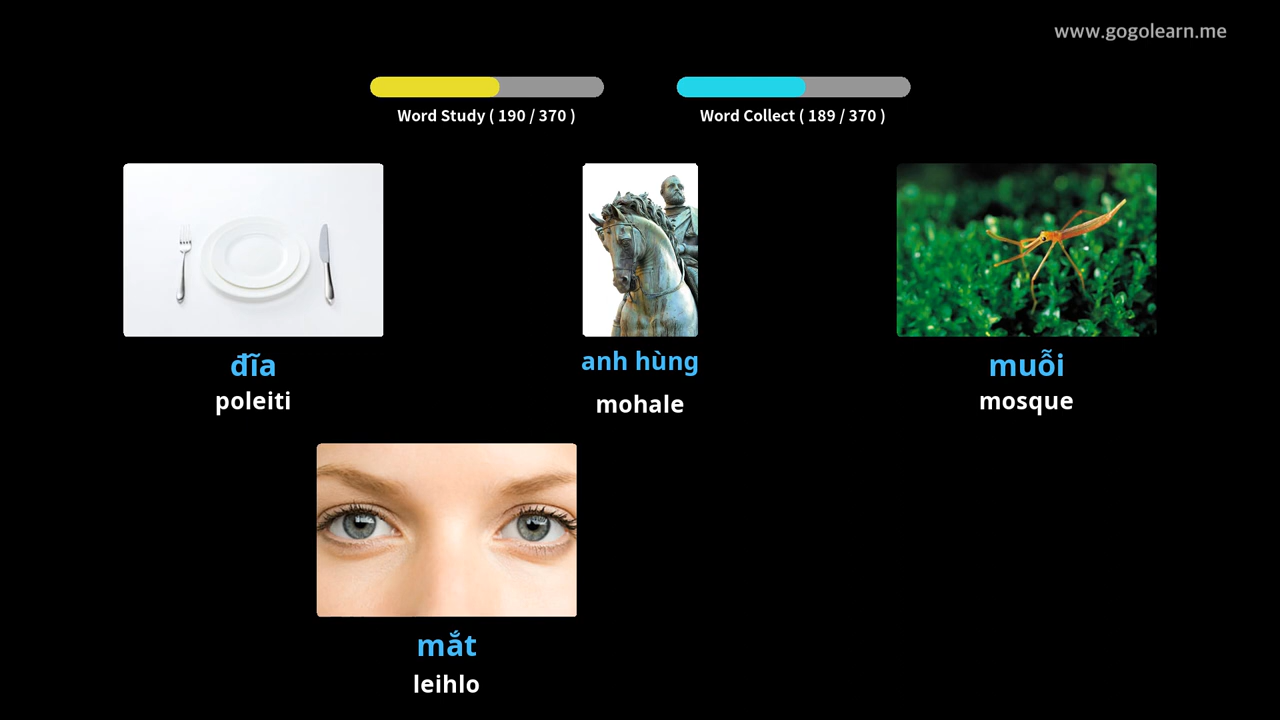 www.gogolearn.me
Word Study ( 190 / 370 )
Word Collect ( 189 / 370 )
đĩa
poleiti
anh hùng
mohale
muỗi
mosque
mắt
leihlo